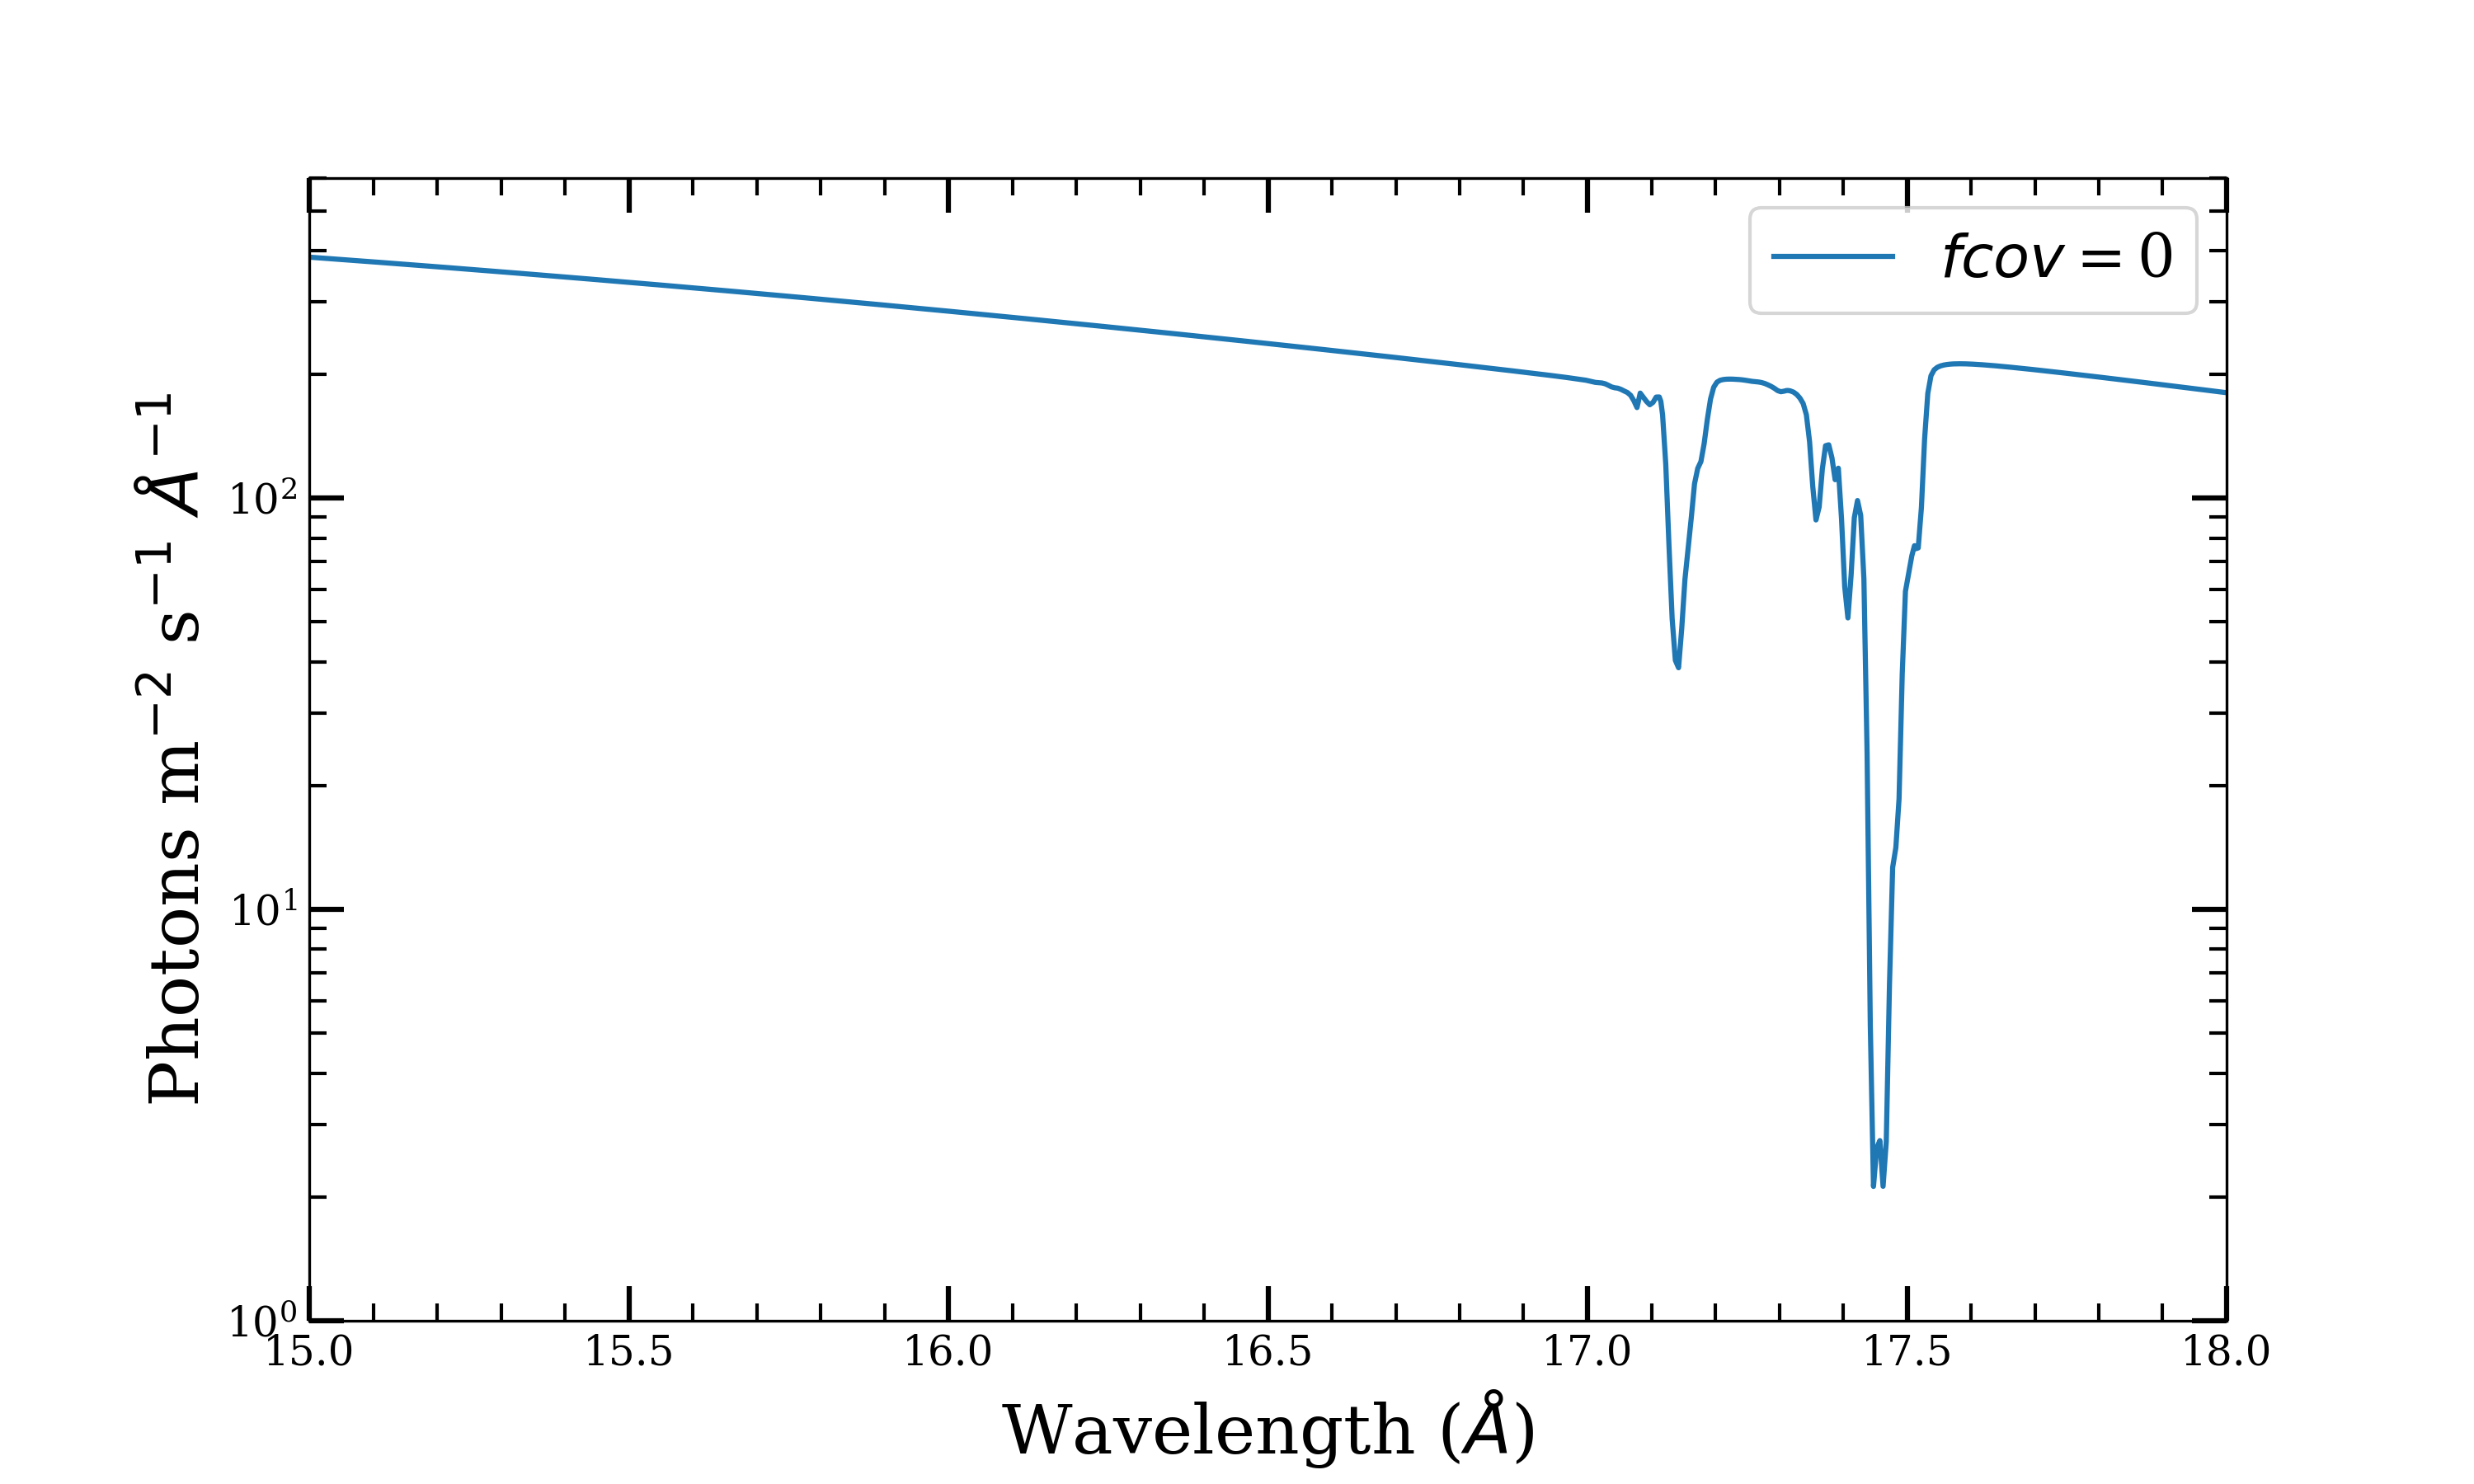 fcov = 0
Photons m⁻² s⁻¹ Å⁻¹
10²
10¹
10⁰
15.0 15.5 16.0 16.5 17.0 17.5 18.0
Wavelength (Å)